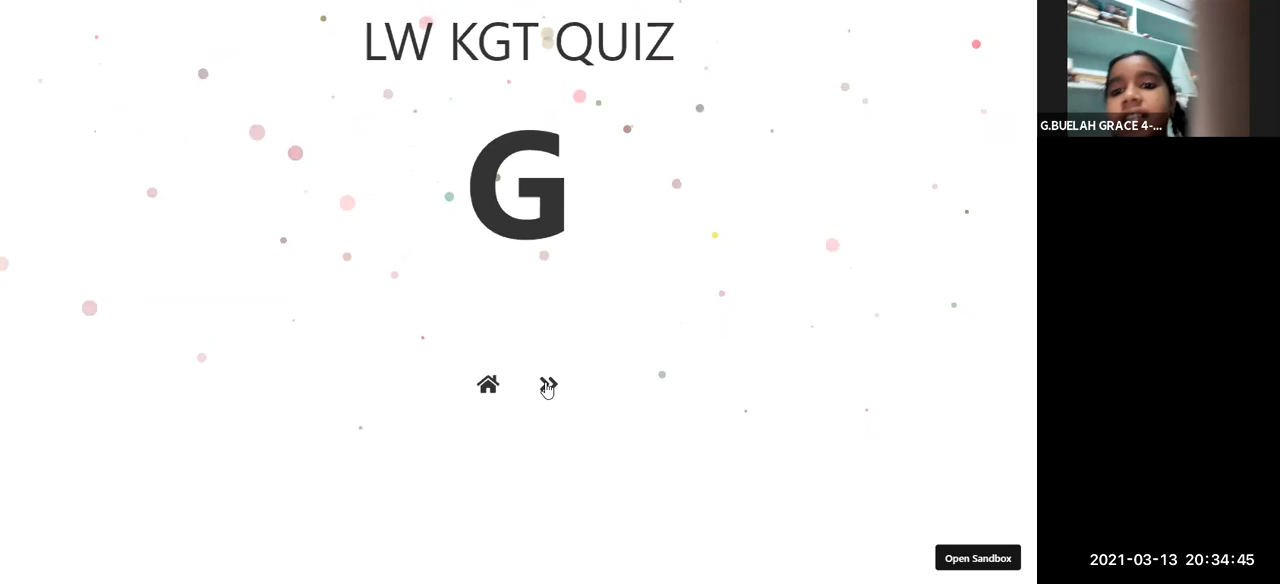 LW KGT QUIZ
G
G.BUELAH GRACE 4-...
Open Sandbox
2021-03-13 20:34:45